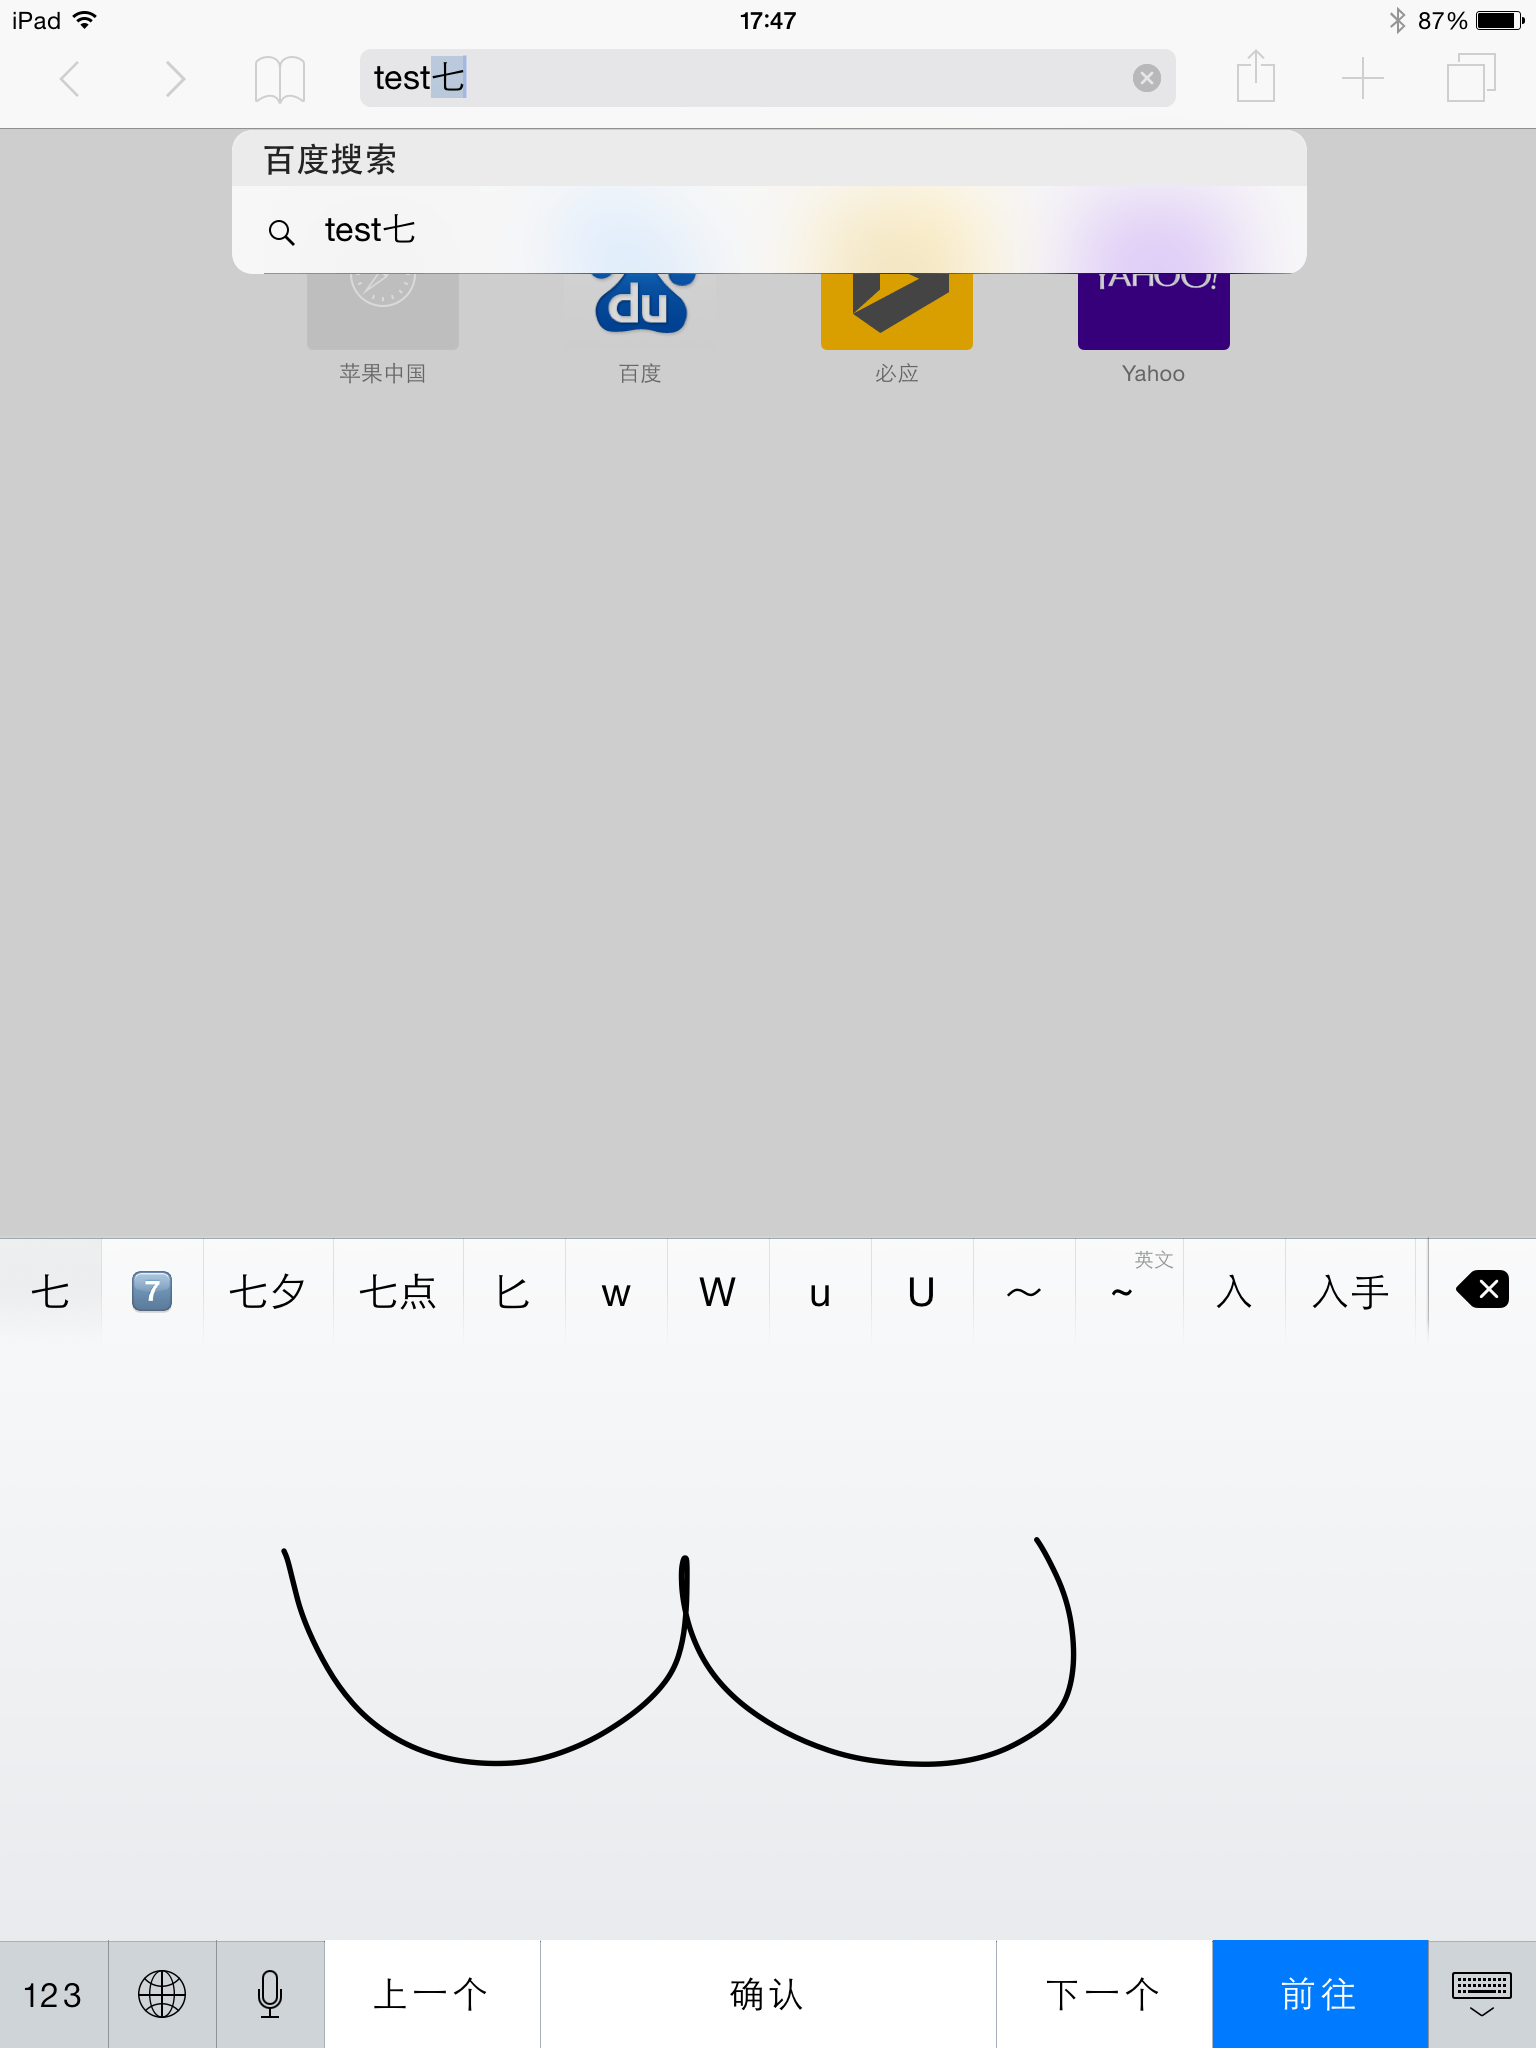 iPad 17:47 87%
test七
百度搜索
test七
du YAHOO!
苹果中国 百度 必应 Yahoo
英文
七 7 七夕 七点 匕 w W u U ～ ~ 入 入手
w
123 上一个 确认 下一个 前往